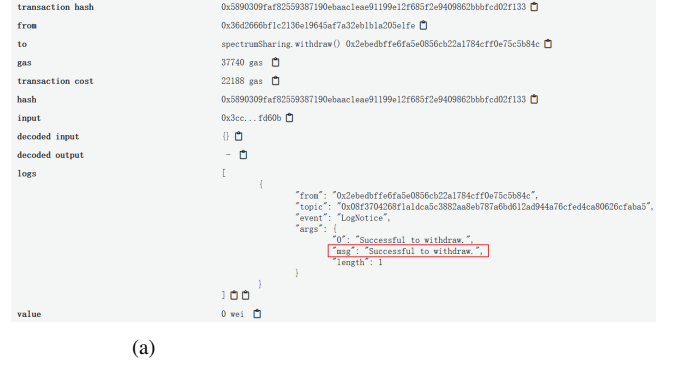 transaction hash 0x5890309faf82559387190ebaac1eae91199e12f685f2e9409862bbbfcd02f133
from 0x36d2666bf1c2136e19645af7a32eb1b1a205e1fe
to spectrumSharing.withdraw() 0x2ebedbffe6fa5e0856cb22a1784cff0e75c5b84c
gas 37740 gas
transaction cost 22188 gas
hash 0x5890309faf82559387190ebaac1eae91199e12f685f2e9409862bbbfcd02f133
input 0x3cc...fd60b
decoded input {}
decoded output -
logs [
{
"from": "0x2ebedbffe6fa5e0856cb22a1784cff0e75c5b84c",
"topic": "0x08f3704268f1a1dca5c3882aa8eb787a6bd612ad944a76cfed4ca80626cfaba5",
"event": "LogNotice",
"args": {
"0": "Successful to withdraw.",
"msg": "Successful to withdraw.",
"length": 1
}
}
]
value 0 wei
(a)